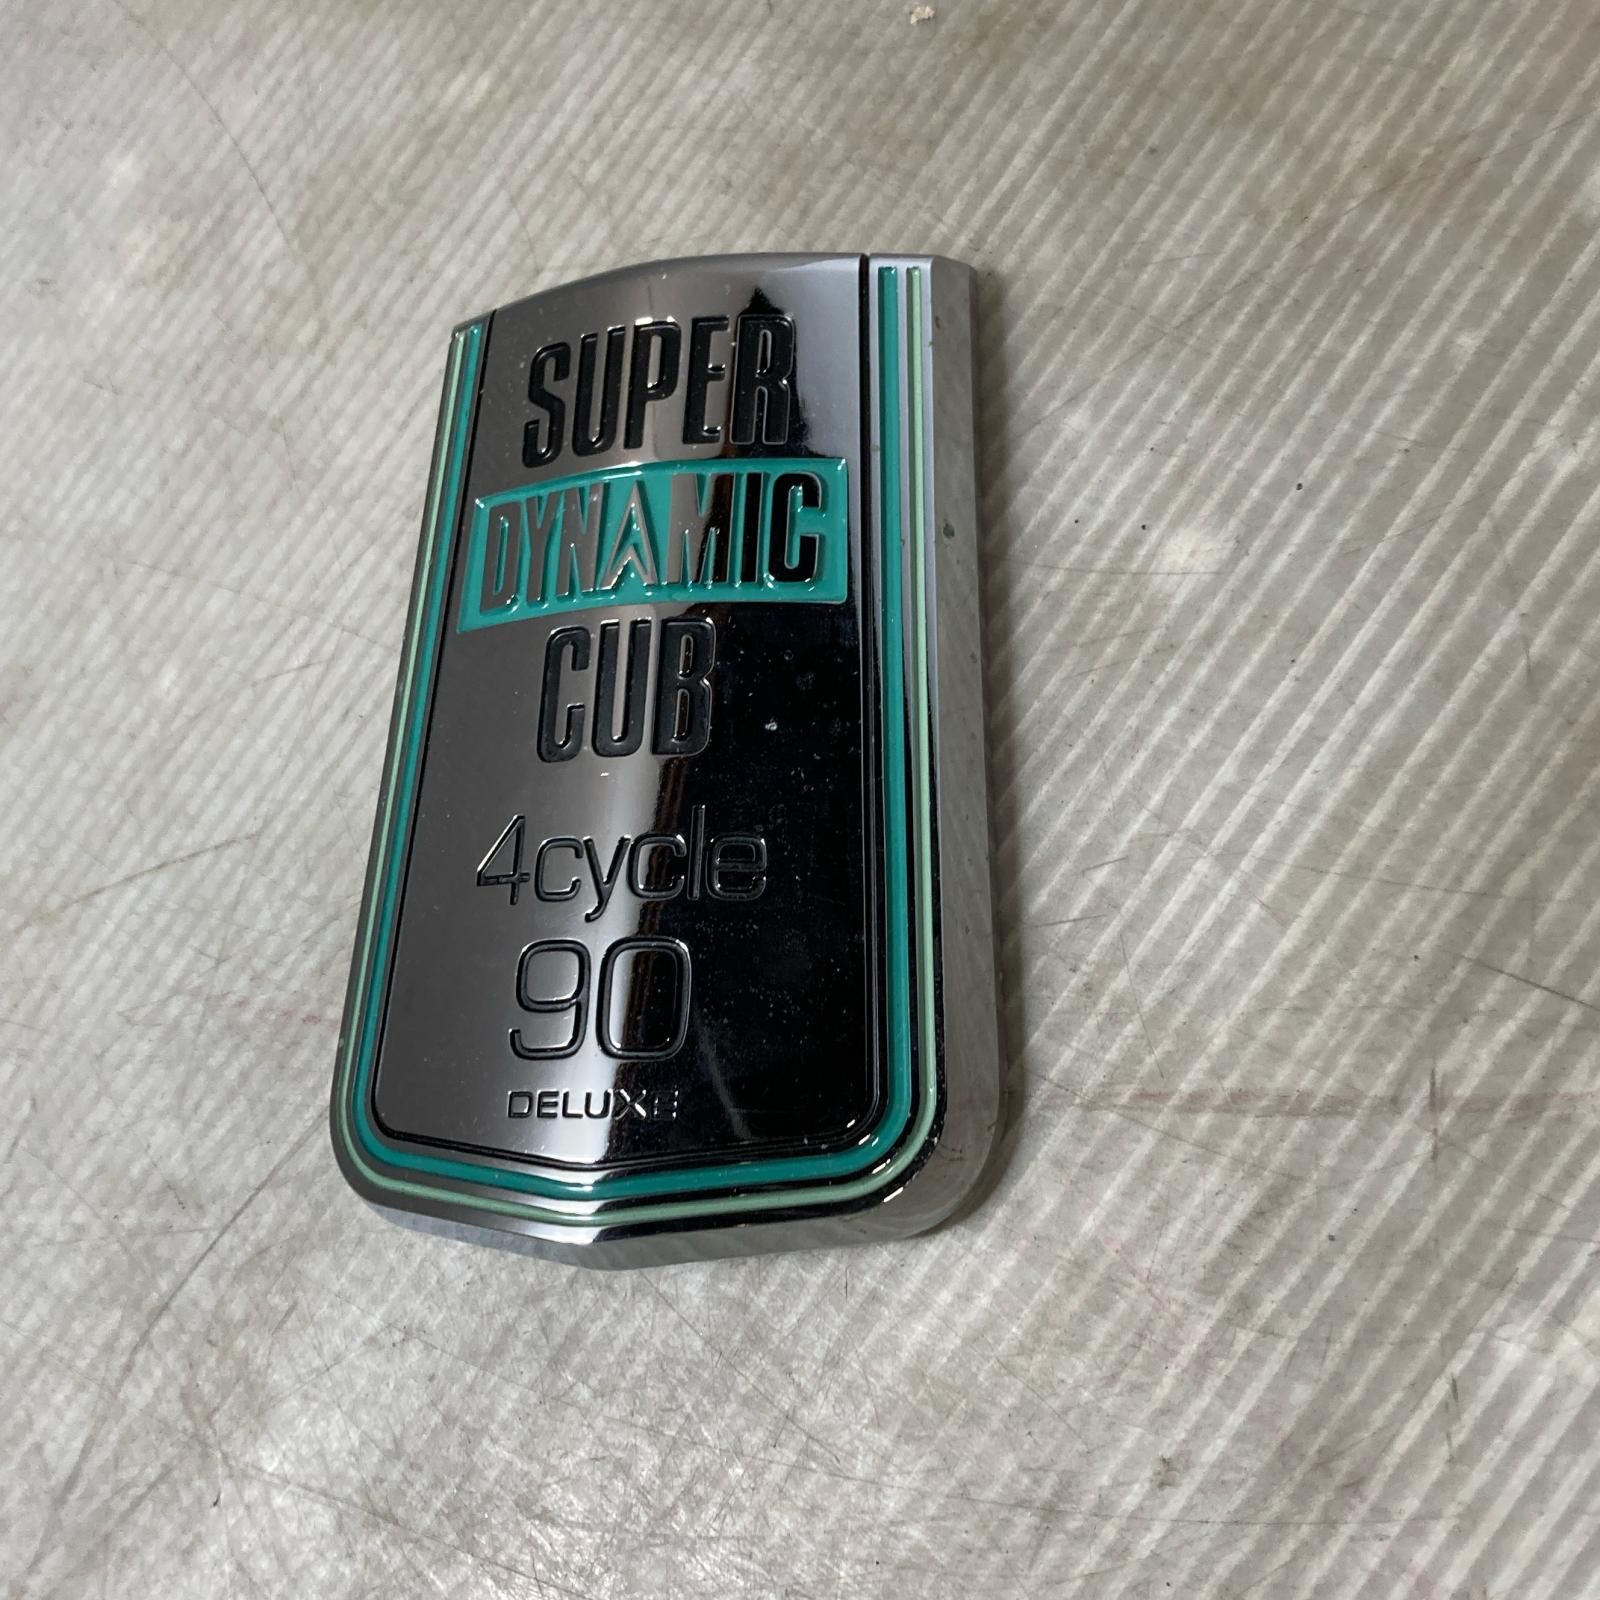 SUPER
DYNAMIC
CUB
4cycle
90
DELUXE